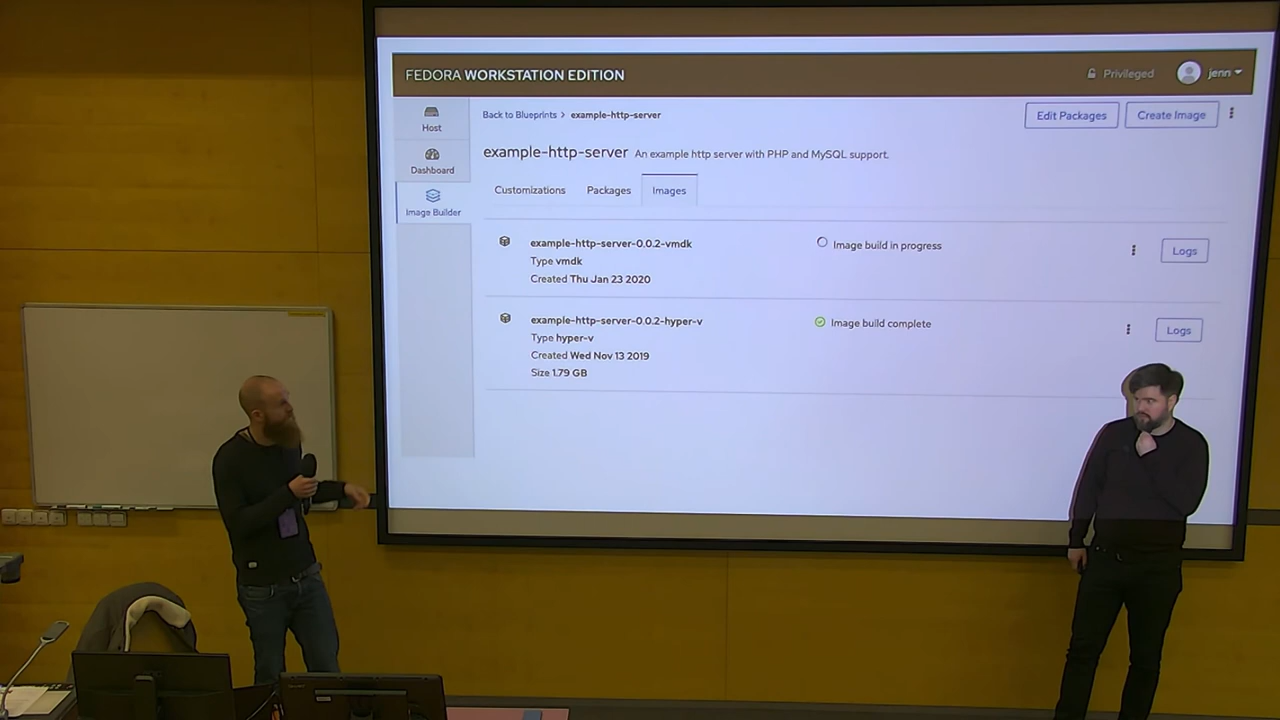 FEDORA WORKSTATION EDITION
Privileged
jenn
Host
Dashboard
Image Builder
Back to Blueprints > example-http-server
Edit Packages
Create Image
example-http-server An example http server with PHP and MySQL support.
Customizations
Packages
Images
example-http-server-0.0.2-vmdk
Type vmdk
Created Thu Jan 23 2020
Image build in progress
Logs
example-http-server-0.0.2-hyper-v
Type hyper-v
Created Wed Nov 13 2019
Size 1.79 GB
Image build complete
Logs